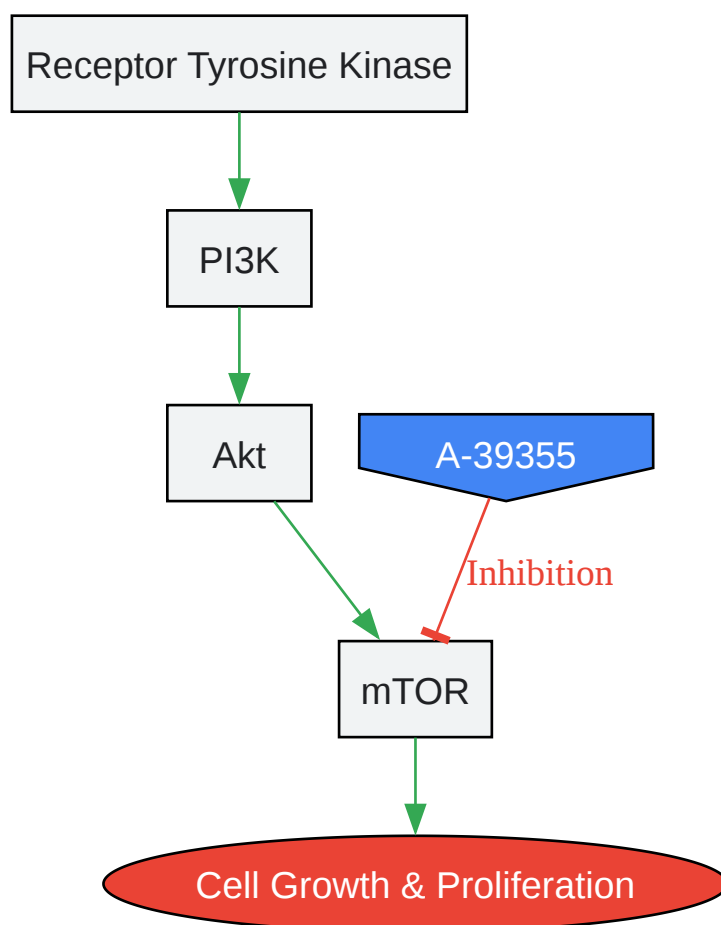 Receptor Tyrosine Kinase
PI3K
Akt
A-39355
Inhibition
mTOR
Cell Growth & Proliferation